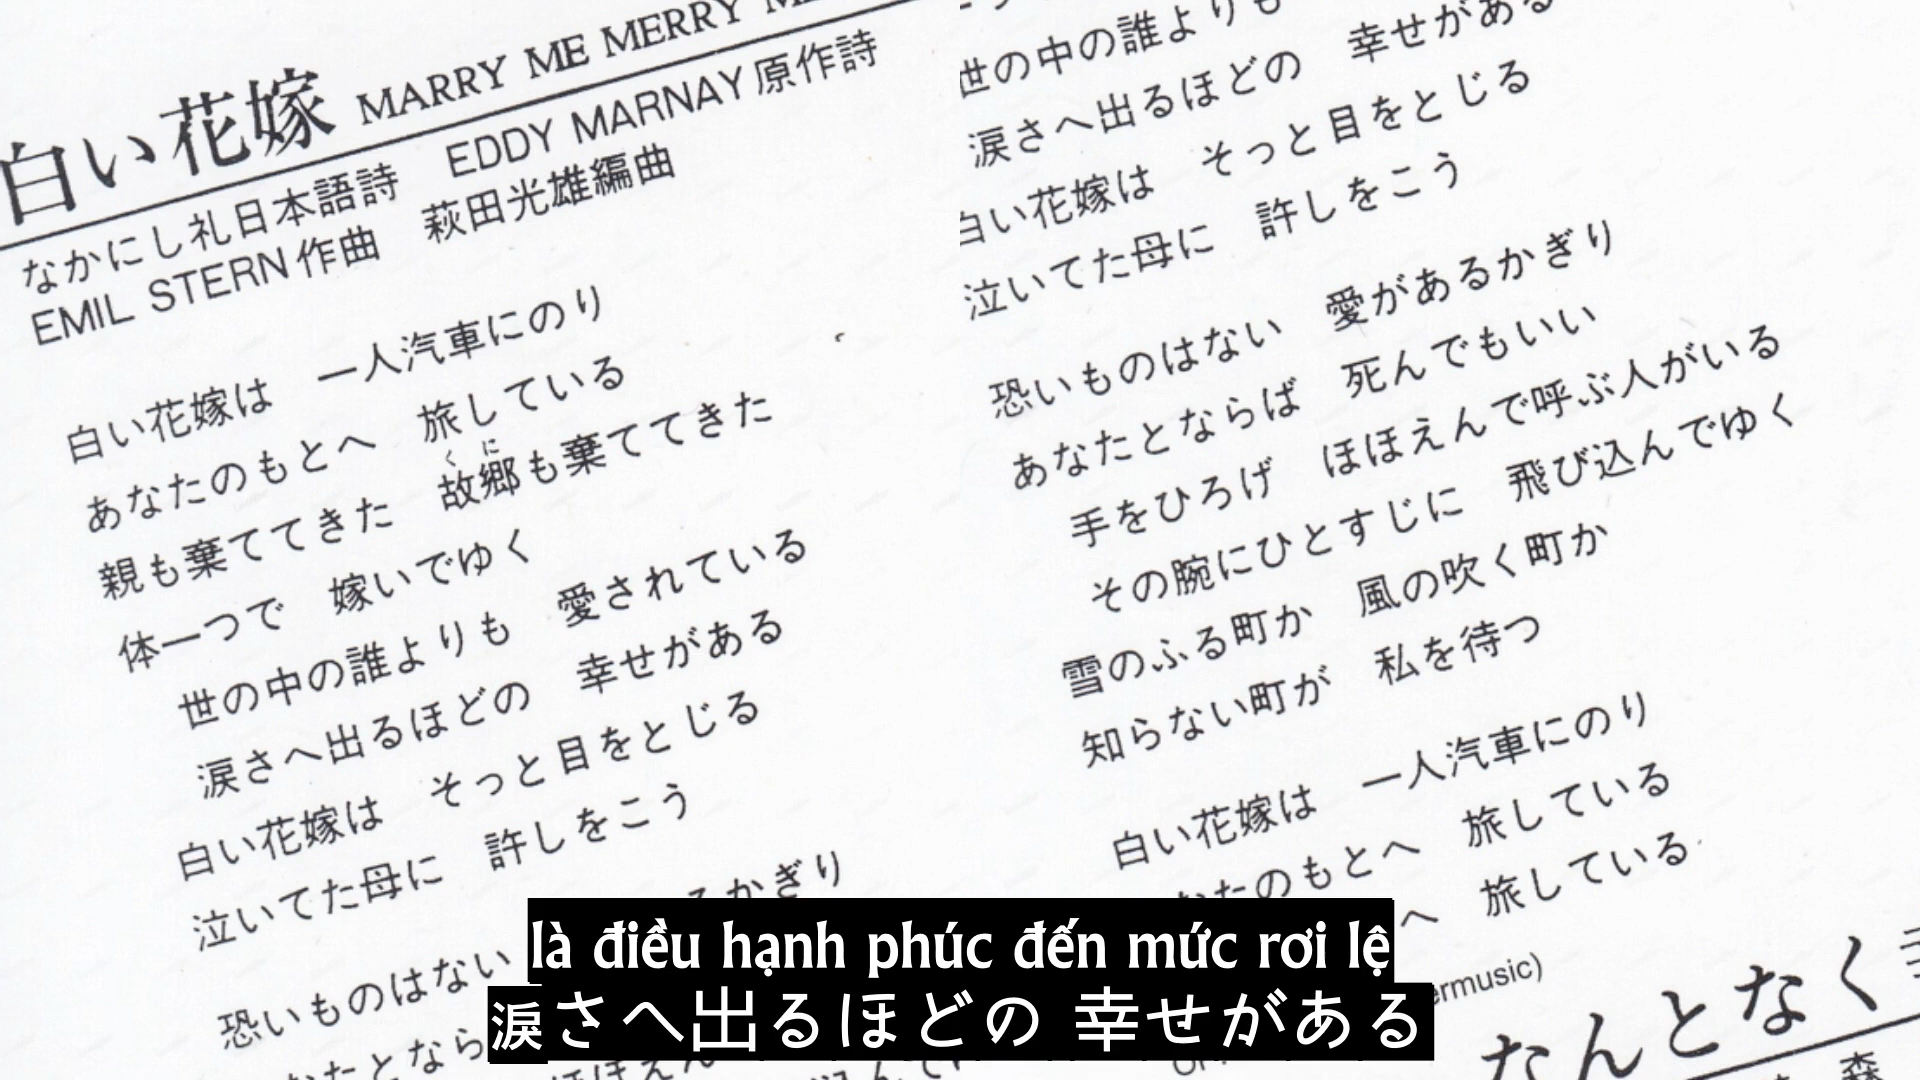 白い花嫁 MARRY ME MERRY
なかにし礼日本語詩 EDDY MARNAY原作詩
EMIL STERN作曲 萩田光雄編曲
白い花嫁は 一人汽車にのり
あなたのもとへ 旅している
くに
親も棄ててきた 故郷も棄ててきた
体一つで 嫁いでゆく
世の中の誰よりも 愛されている
涙さへ出るほどの 幸せがある
白い花嫁は そっと目をとじる
泣いてた母に 許しをこう
恐いものはない るかぎり
世の中の誰よりも
涙さへ出るほどの 幸せがある
白い花嫁は そっと目をとじる
泣いてた母に 許しをこう
恐いものはない 愛があるかぎり
あなたとならば 死んでもいい
手をひろげ ほほえんで呼ぶ人がいる
その腕にひとすじに 飛び込んでゆく
雪のふる町か 風の吹く町か
知らない町が 私を待つ
白い花嫁は 一人汽車にのり
なたのもとへ 旅している
へ 旅している
ermusic)
なんとなく
森
là điều hạnh phúc đến mức rơi lệ
涙さへ出るほどの 幸せがある